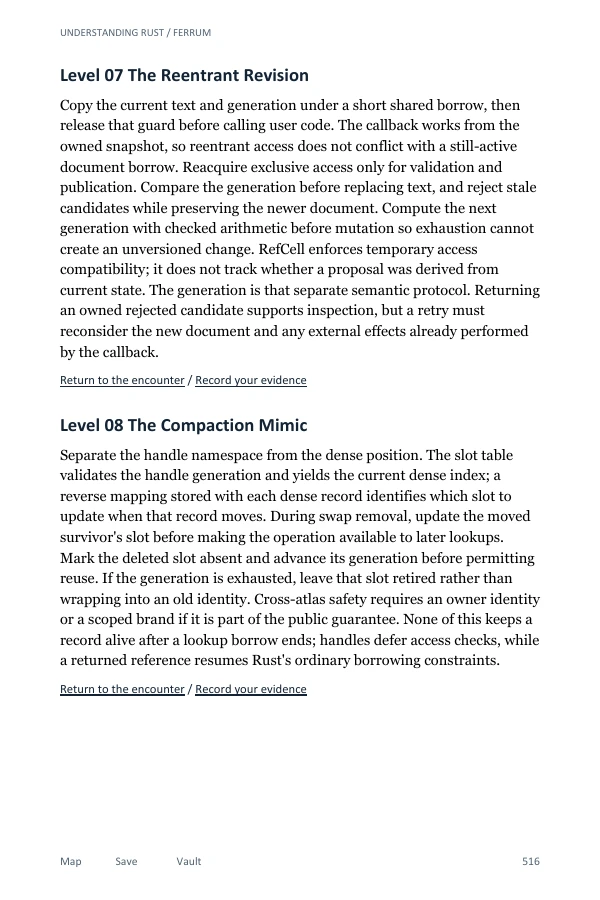 UNDERSTANDING RUST / FERRUM
Level 07 The Reentrant Revision
Copy the current text and generation under a short shared borrow, then
release that guard before calling user code. The callback works from the
owned snapshot, so reentrant access does not conflict with a still-active
document borrow. Reacquire exclusive access only for validation and
publication. Compare the generation before replacing text, and reject stale
candidates while preserving the newer document. Compute the next
generation with checked arithmetic before mutation so exhaustion cannot
create an unversioned change. RefCell enforces temporary access
compatibility; it does not track whether a proposal was derived from
current state. The generation is that separate semantic protocol. Returning
an owned rejected candidate supports inspection, but a retry must
reconsider the new document and any external effects already performed
by the callback.
Return to the encounter / Record your evidence
Level 08 The Compaction Mimic
Separate the handle namespace from the dense position. The slot table
validates the handle generation and yields the current dense index; a
reverse mapping stored with each dense record identifies which slot to
update when that record moves. During swap removal, update the moved
survivor's slot before making the operation available to later lookups.
Mark the deleted slot absent and advance its generation before permitting
reuse. If the generation is exhausted, leave that slot retired rather than
wrapping into an old identity. Cross-atlas safety requires an owner identity
or a scoped brand if it is part of the public guarantee. None of this keeps a
record alive after a lookup borrow ends; handles defer access checks, while
a returned reference resumes Rust's ordinary borrowing constraints.
Return to the encounter / Record your evidence
Map Save Vault 516